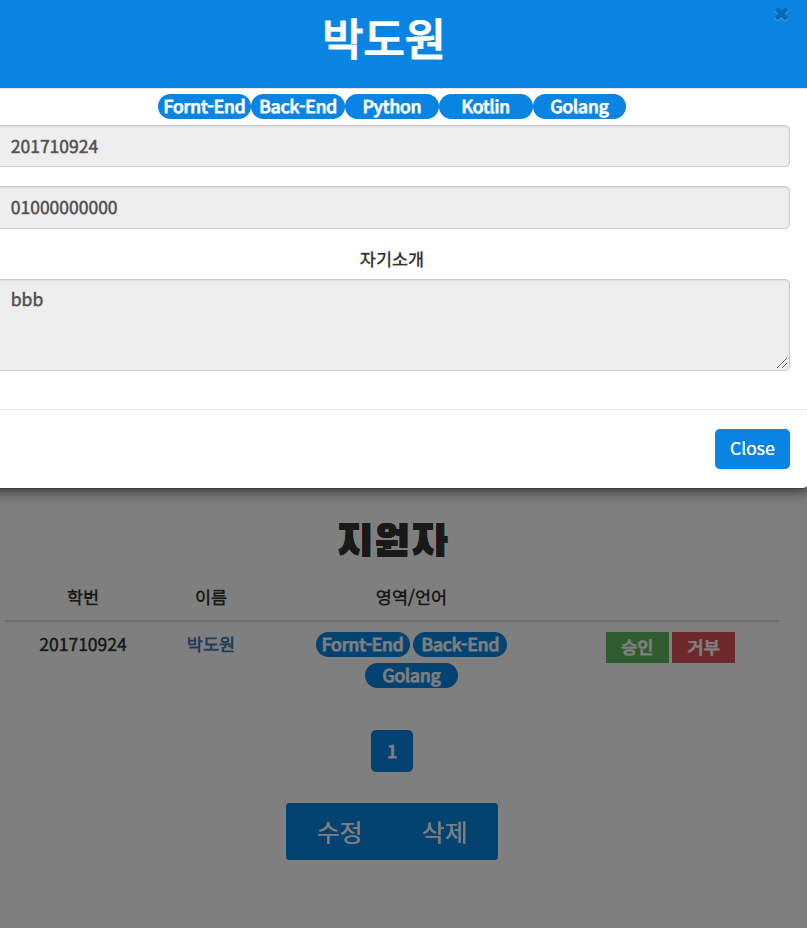 박도원
Fornt-End Back-End Python Kotlin Golang
201710924
01000000000
자기소개
bbb
Close
지원자
학번 이름 영역/언어
201710924 박도원 Fornt-End Back-End 승인 거부
Golang
1
수정 삭제